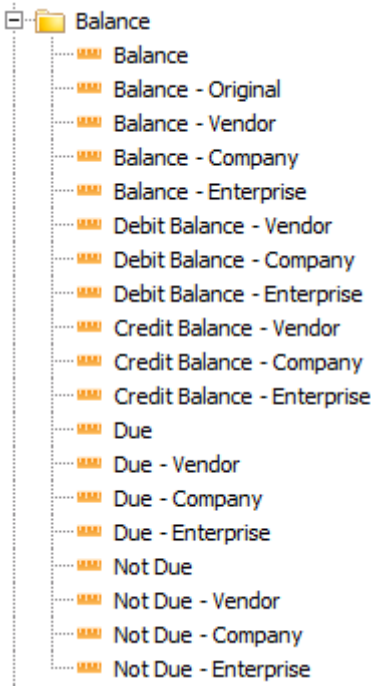 Balance
Balance
Balance - Original
Balance - Vendor
Balance - Company
Balance - Enterprise
Debit Balance - Vendor
Debit Balance - Company
Debit Balance - Enterprise
Credit Balance - Vendor
Credit Balance - Company
Credit Balance - Enterprise
Due
Due - Vendor
Due - Company
Due - Enterprise
Not Due
Not Due - Vendor
Not Due - Company
Not Due - Enterprise